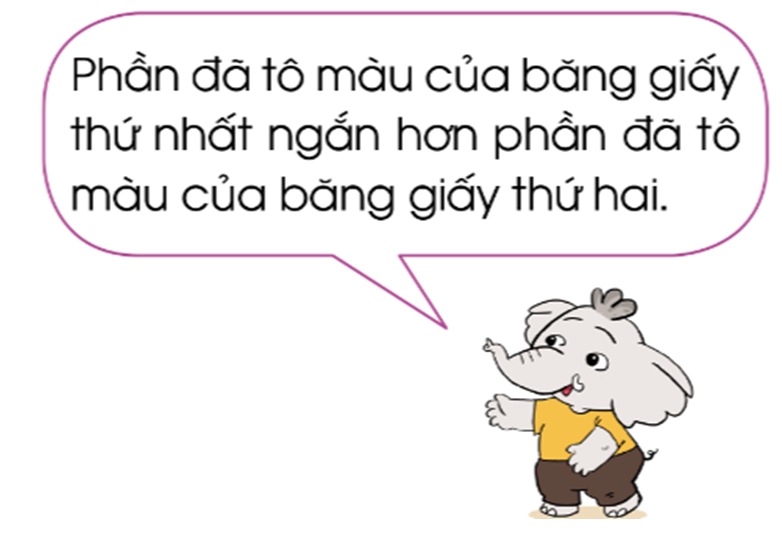 Phần đã tô màu của băng giấy
thứ nhất ngắn hơn phần đã tô
màu của băng giấy thứ hai.